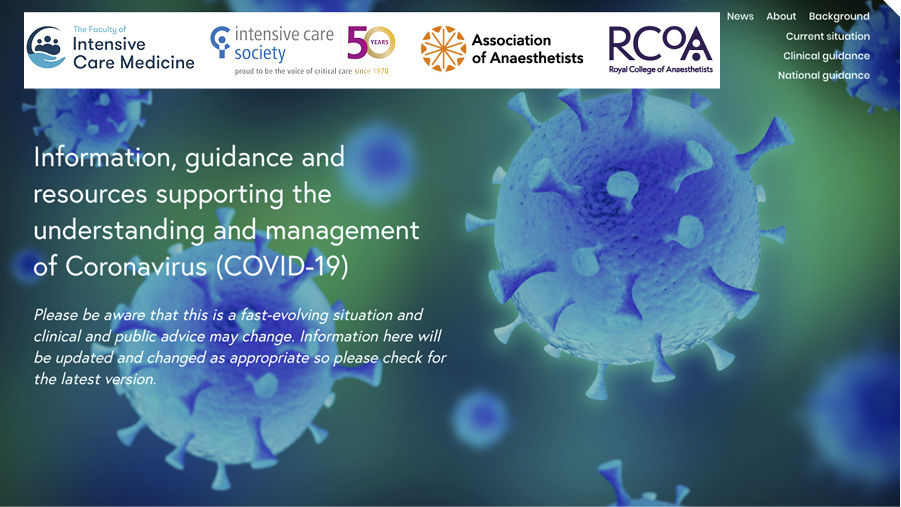 The Faculty of
Intensive
Care Medicine
intensive care
society
50 YEARS
proud to be the voice of critical care since 1970
Association
of Anaesthetists
RCOA
Royal College of Anaesthetists
News About Background
Current situation
Clinical guidance
National guidance
Information, guidance and
resources supporting the
understanding and management
of Coronavirus (COVID-19)
Please be aware that this is a fast-evolving situation and
clinical and public advice may change. Information here will
be updated and changed as appropriate so please check for
the latest version.